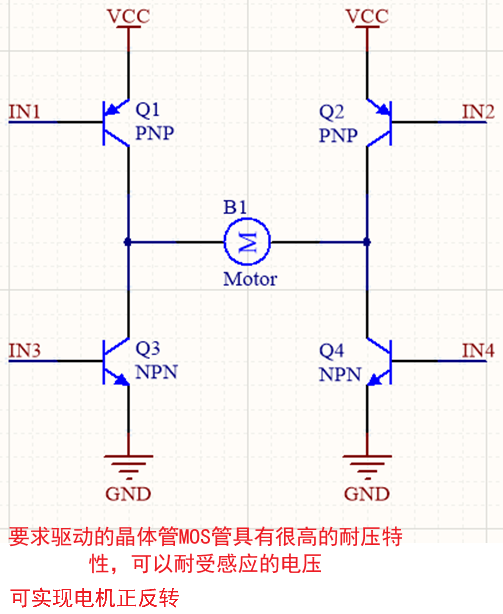 VCC VCC
IN1 Q1 Q2 IN2
PNP PNP
B1
M
Motor
IN3 Q3 Q4 IN4
NPN NPN
GND GND
要求驱动的晶体管MOS管具有很高的耐压特
性，可以耐受感应的电压
可实现电机正反转